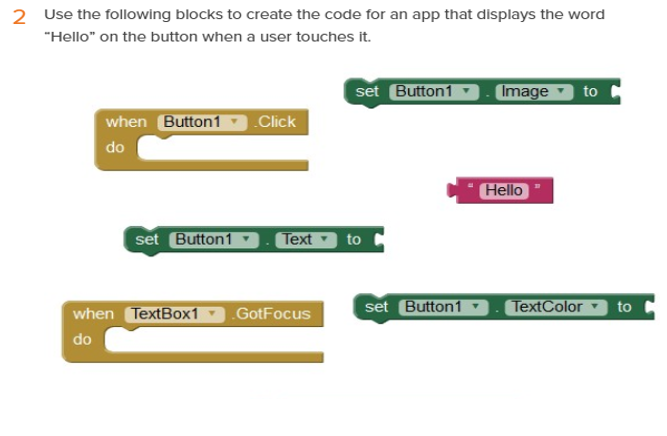 2 Use the following blocks to create the code for an app that displays the word
“Hello” on the button when a user touches it.
set Button1 . Image to
when Button1 .Click
do
" Hello "
set Button1 . Text to
set Button1 . TextColor to
when TextBox1 .GotFocus
do